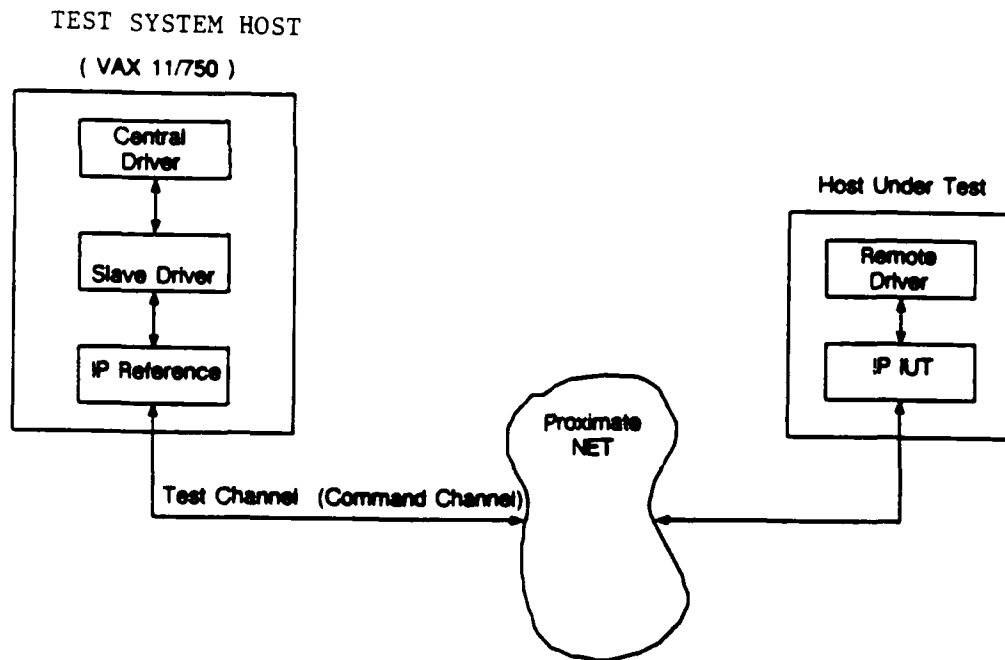 TEST SYSTEM HOST
( VAX 11/750 )
Central
Driver
Slave Driver
IP Reference
Host Under Test
Remote
Driver
IP IUT
Proximate
NET
Test Channel (Command Channel)